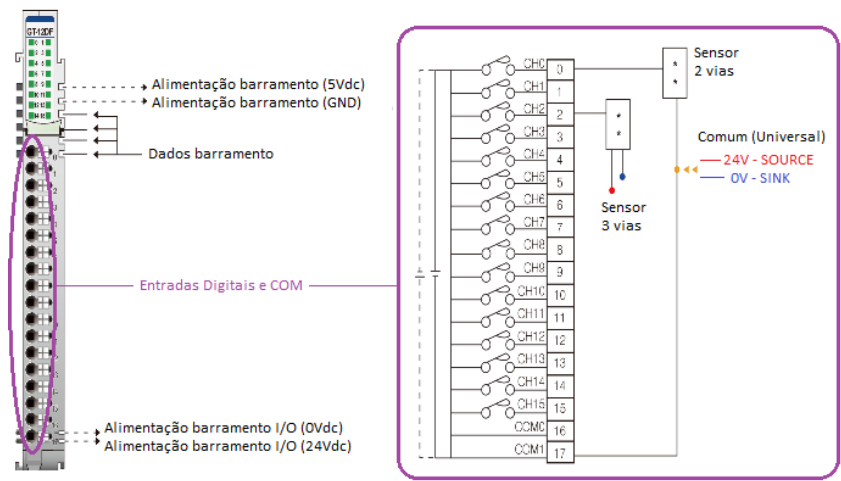 GT-12DF
Alimentação barramento (5Vdc)
Alimentação barramento (GND)
Dados barramento
Entradas Digitais e COM
Alimentação barramento I/O (0Vdc)
Alimentação barramento I/O (24Vdc)
CH0 0
CH1 1
CH2 2
CH3 3
CH4 4
CH5 5
CH6 6
CH7 7
CH8 8
CH9 9
CH10 10
CH11 11
CH12 12
CH13 13
CH14 14
CH15 15
COM0 16
COM1 17
Sensor
2 vias
Sensor
3 vias
Comum (Universal)
24V - SOURCE
0V - SINK